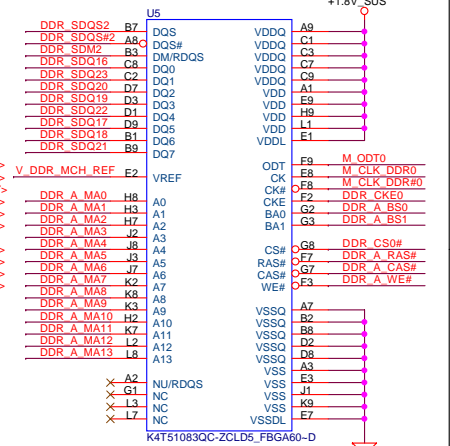 +1.8V_SUS
U5
DDR_SDQS2 B7 DQS VDDQ A9
DDR_SDQS#2 A8 DQS# VDDQ C1
DDR_SDM2 B3 DM/RDQS VDDQ C3
DDR_SDQ16 C8 DQ0 VDDQ C7
DDR_SDQ23 C2 DQ1 VDDQ C9
DDR_SDQ20 D7 DQ2 VDD A1
DDR_SDQ19 D3 DQ3 VDD E9
DDR_SDQ22 D1 DQ4 VDD H9
DDR_SDQ17 D9 DQ5 VDD L1
DDR_SDQ18 B1 DQ6 VDDL E1
DDR_SDQ21 B9 DQ7
ODT F9 M_ODT0
V_DDR_MCH_REF E2 VREF CK E8 M_CLK_DDR0
CK# F8 M_CLK_DDR#0
DDR_A_MA0 H8 A0 CKE F2 DDR_CKE0
DDR_A_MA1 H3 A1 BA0 G2 DDR_A_BS0
DDR_A_MA2 H7 A2 BA1 G3 DDR_A_BS1
DDR_A_MA3 J2 A3
DDR_A_MA4 J8 A4 CS# G8 DDR_CS0#
DDR_A_MA5 J3 A5 RAS# F7 DDR_A_RAS#
DDR_A_MA6 J7 A6 CAS# G7 DDR_A_CAS#
DDR_A_MA7 K2 A7 WE# F3 DDR_A_WE#
DDR_A_MA8 K8 A8
DDR_A_MA9 K3 A9 VSSQ A7
DDR_A_MA10 H2 A10 VSSQ B2
DDR_A_MA11 K7 A11 VSSQ B8
DDR_A_MA12 L2 A12 VSSQ D2
DDR_A_MA13 L8 A13 VSSQ D8
VSS A3
A2 NU/RDQS VSS E3
G1 NC VSS J1
L3 NC VSS K9
L7 NC VSSDL E7
K4T51083QC-ZCLD5_FBGA60~D